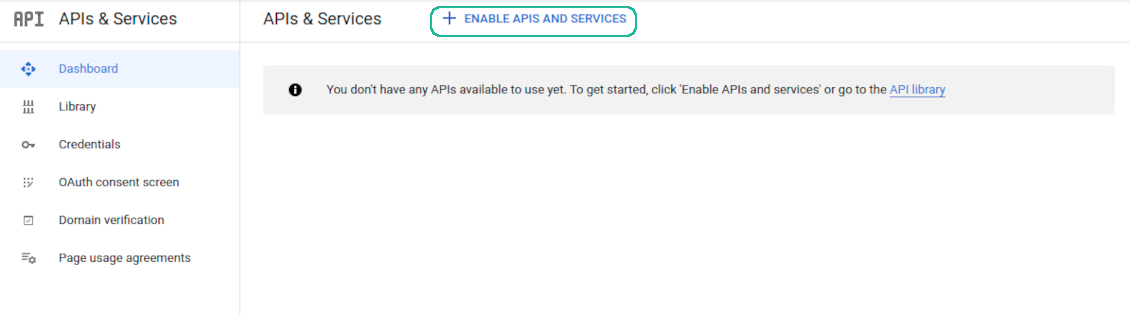 API APIs & Services
APIs & Services
+ ENABLE APIS AND SERVICES
Dashboard
Library
Credentials
OAuth consent screen
Domain verification
Page usage agreements
You don't have any APIs available to use yet. To get started, click 'Enable APIs and services' or go to the API library